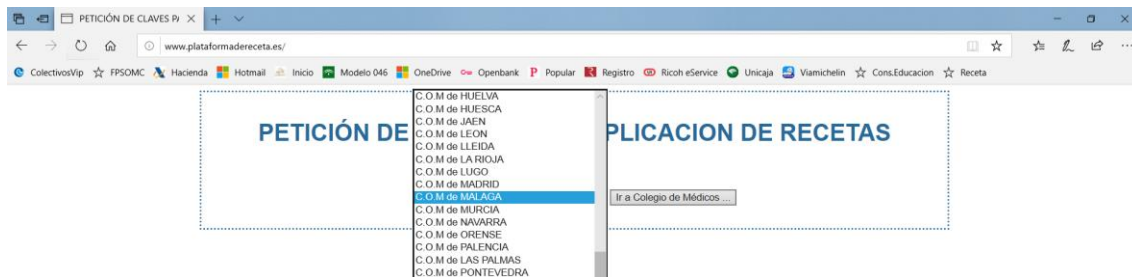 PETICIÓN DE CLAVES P/
www.plataformadereceta.es/
ColectivosVip FPSOMC Hacienda Hotmail Inicio Modelo 046 OneDrive Openbank Popular Registro Ricoh eService Unicaja Viamichelin Cons.Educacion Receta
C.O.M de HUELVA
C.O.M de HUESCA
C.O.M de JAEN
C.O.M de LEON
C.O.M de LLEIDA
C.O.M de LA RIOJA
C.O.M de LUGO
C.O.M de MADRID
C.O.M de MALAGA
C.O.M de MURCIA
C.O.M de NAVARRA
C.O.M de ORENSE
C.O.M de PALENCIA
C.O.M de LAS PALMAS
C.O.M de PONTEVEDRA
PETICIÓN DE PLICACION DE RECETAS
Ir a Colegio de Médicos ...